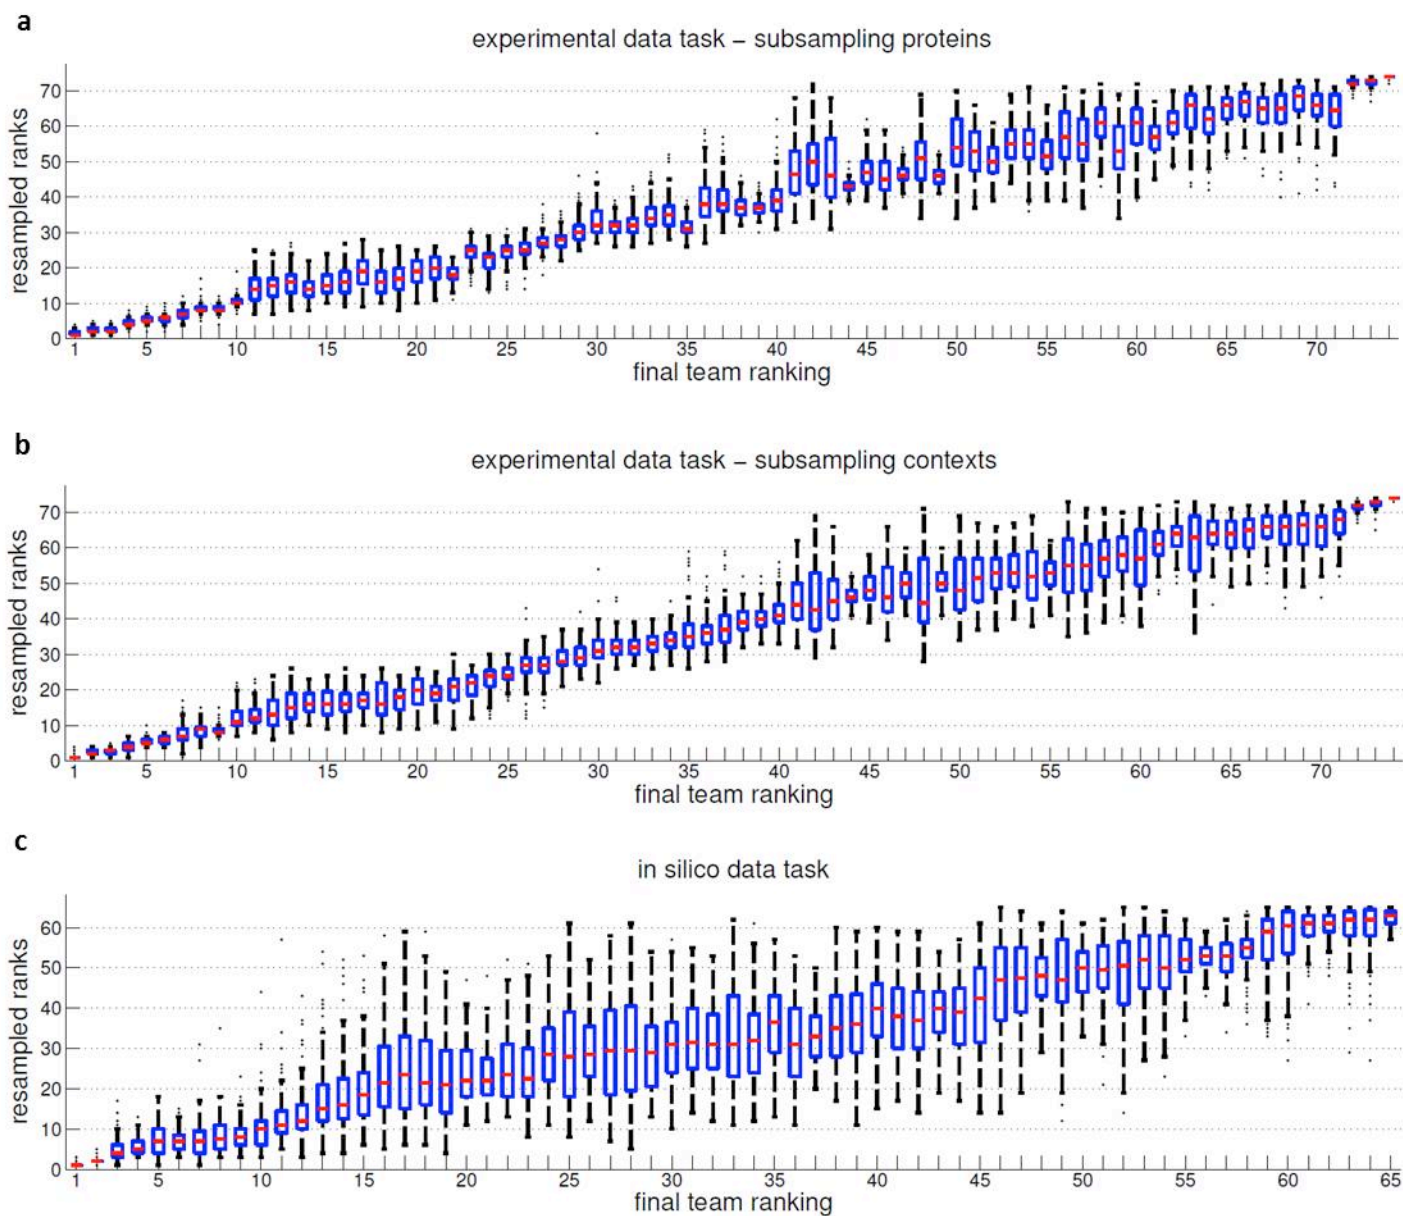 a
experimental data task – subsampling proteins
resampled ranks
70
60
50
40
30
20
10
0
1 5 10 15 20 25 30 35 40 45 50 55 60 65 70
final team ranking
b
experimental data task – subsampling contexts
resampled ranks
70
60
50
40
30
20
10
0
1 5 10 15 20 25 30 35 40 45 50 55 60 65 70
final team ranking
c
in silico data task
resampled ranks
60
50
40
30
20
10
0
1 5 10 15 20 25 30 35 40 45 50 55 60 65
final team ranking